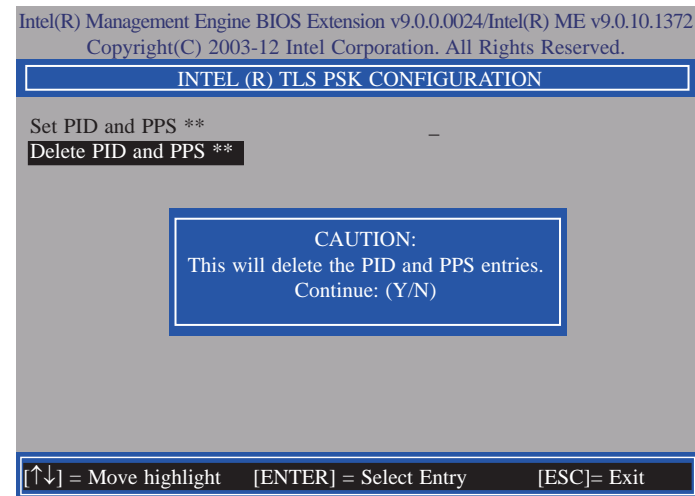 Intel(R) Management Engine BIOS Extension v9.0.0.0024/Intel(R) ME v9.0.10.1372
Copyright(C) 2003-12 Intel Corporation. All Rights Reserved.
INTEL (R) TLS PSK CONFIGURATION
Set PID and PPS ** _
Delete PID and PPS **
CAUTION:
This will delete the PID and PPS entries.
Continue: (Y/N)
[↑↓] = Move highlight [ENTER] = Select Entry [ESC]= Exit